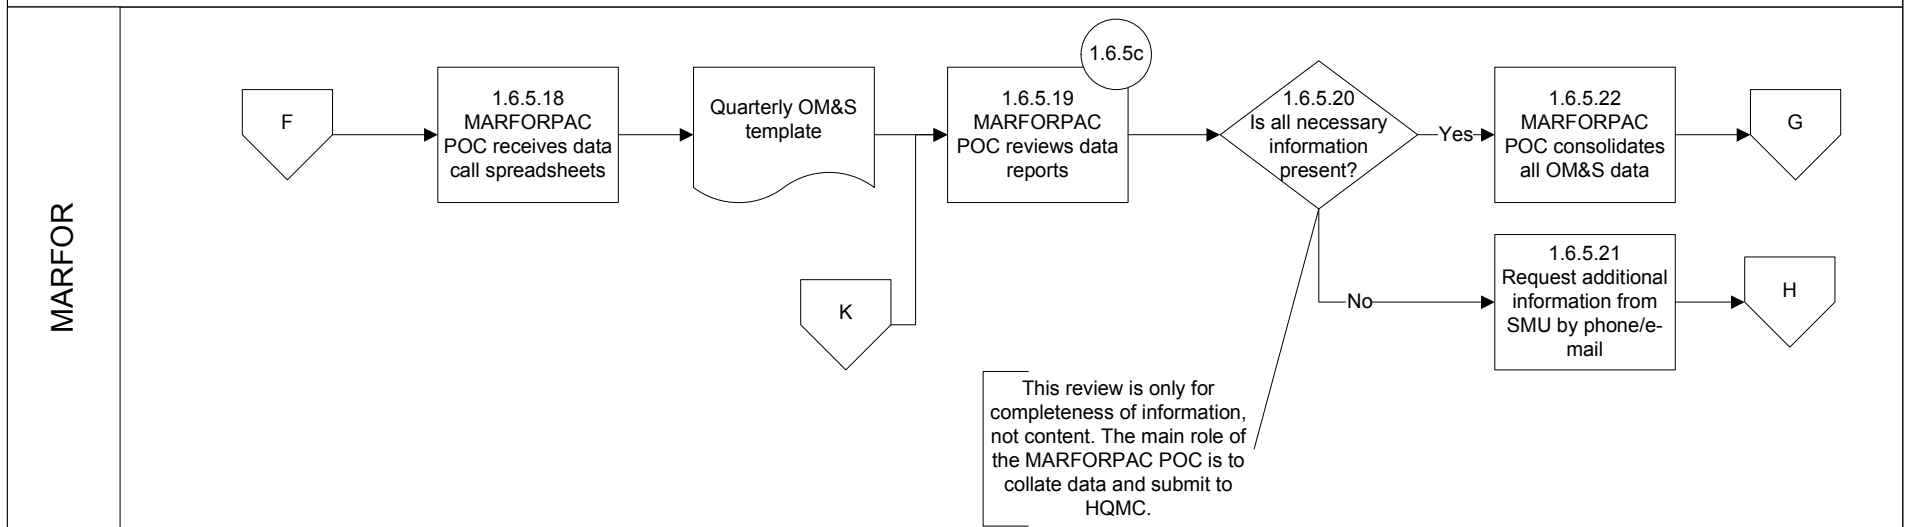 MARFOR
F
1.6.5.18
MARFORPAC
POC receives data
call spreadsheets
Quarterly OM&S
template
K
1.6.5c
1.6.5.19
MARFORPAC
POC reviews data
reports
1.6.5.20
Is all necessary
information
present?
Yes
1.6.5.22
MARFORPAC
POC consolidates
all OM&S data
G
No
1.6.5.21
Request additional
information from
SMU by phone/e-
mail
H
This review is only for
completeness of information,
not content. The main role of
the MARFORPAC POC is to
collate data and submit to
HQMC.